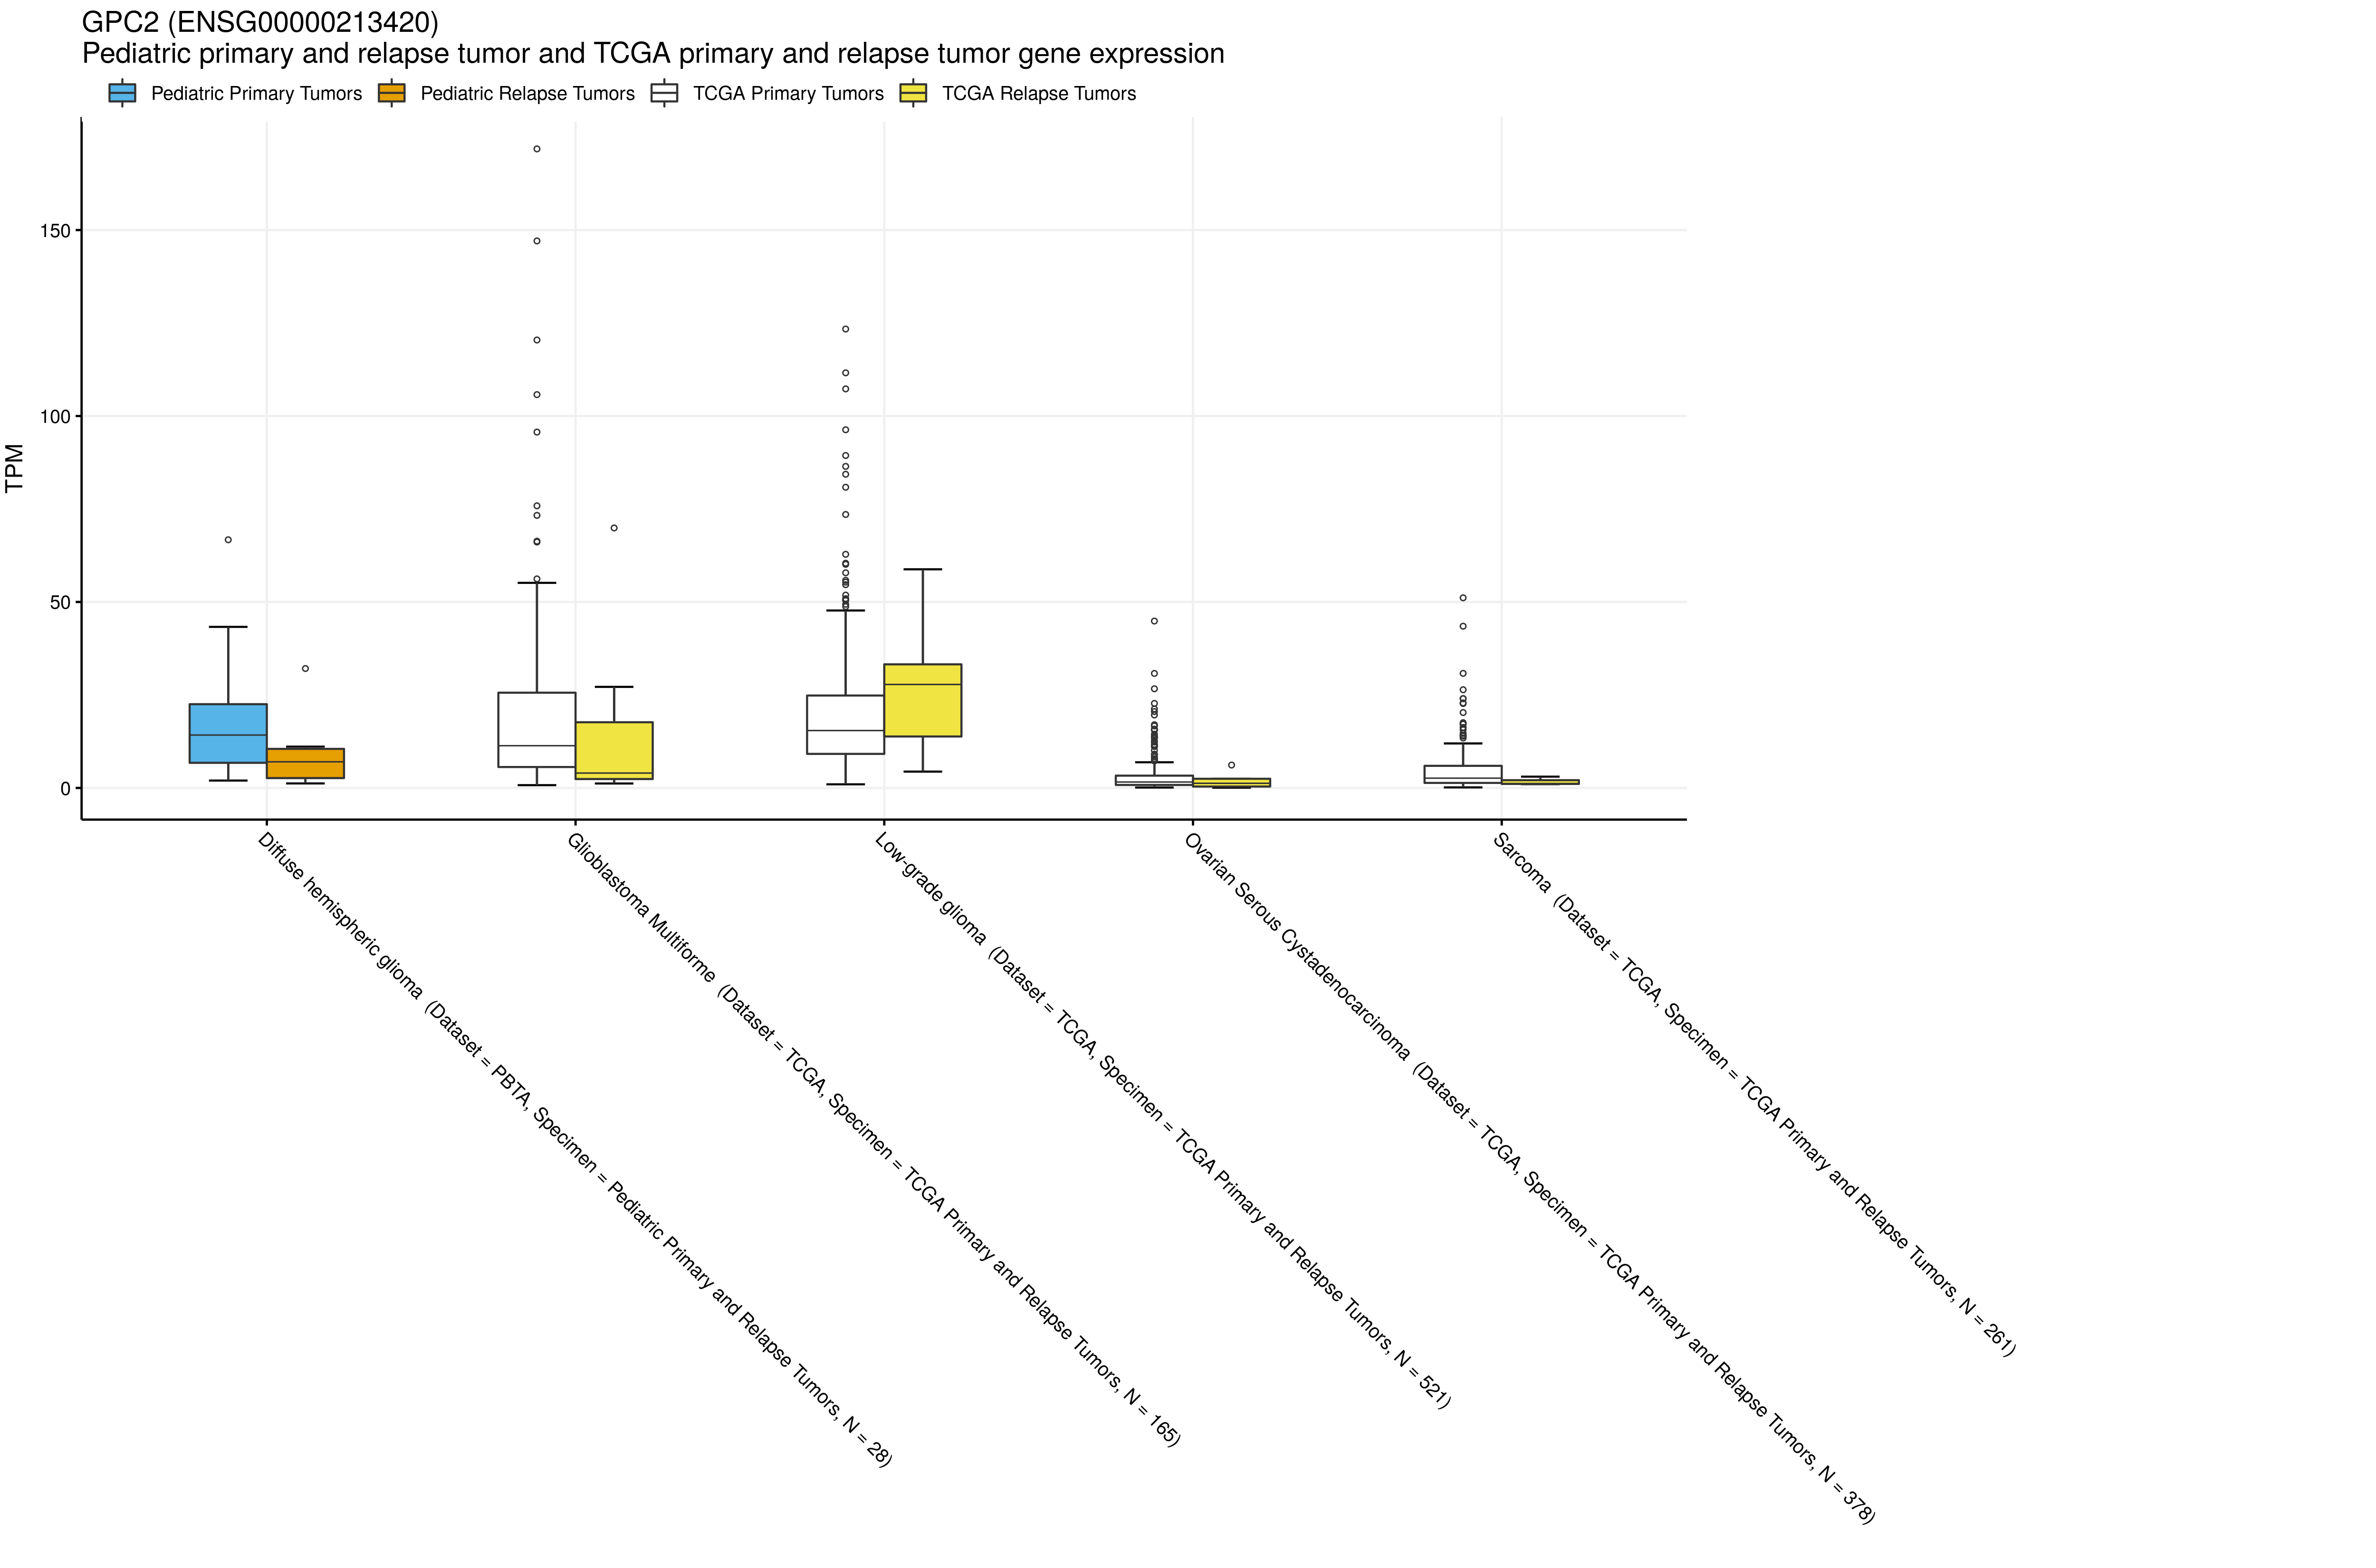 GPC2 (ENSG00000213420)
Pediatric primary and relapse tumor and TCGA primary and relapse tumor gene expression
Pediatric Primary Tumors
Pediatric Relapse Tumors
TCGA Primary Tumors
TCGA Relapse Tumors
TPM
150
100
50
0
Diffuse hemispheric glioma (Dataset = PBTA, Specimen = Pediatric Primary and Relapse Tumors, N = 28)
Glioblastoma Multiforme (Dataset = TCGA, Specimen = TCGA Primary and Relapse Tumors, N = 165)
Low-grade glioma (Dataset = TCGA, Specimen = TCGA Primary and Relapse Tumors, N = 521)
Ovarian Serous Cystadenocarcinoma (Dataset = TCGA, Specimen = TCGA Primary and Relapse Tumors, N = 378)
Sarcoma (Dataset = TCGA, Specimen = TCGA Primary and Relapse Tumors, N = 261)